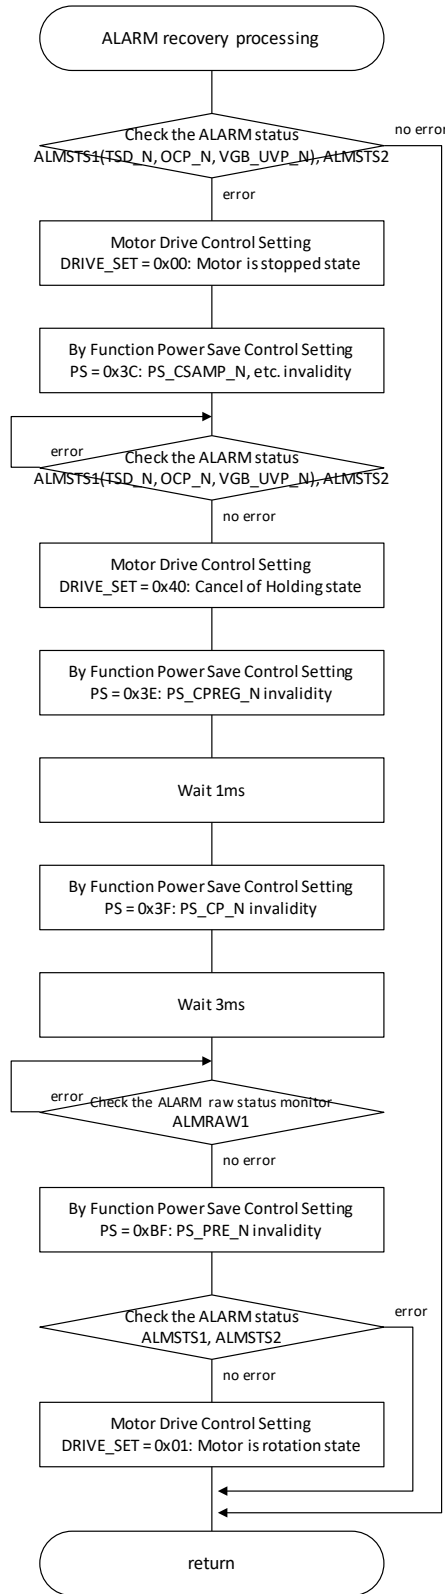 ALARM recovery processing
Check the ALARM status
ALMSTS1(TSD_N, OCP_N, VGB_UVP_N), ALMSTS2
no error
error
Motor Drive Control Setting
DRIVE_SET = 0x00: Motor is stopped state
By Function Power Save Control Setting
PS = 0x3C: PS_CSAMP_N, etc. invalidity
error
Check the ALARM status
ALMSTS1(TSD_N, OCP_N, VGB_UVP_N), ALMSTS2
no error
Motor Drive Control Setting
DRIVE_SET = 0x40: Cancel of Holding state
By Function Power Save Control Setting
PS = 0x3E: PS_CPREG_N invalidity
Wait 1ms
By Function Power Save Control Setting
PS = 0x3F: PS_CP_N invalidity
Wait 3ms
error
Check the ALARM raw status monitor
ALMRAW1
no error
By Function Power Save Control Setting
PS = 0xBF: PS_PRE_N invalidity
Check the ALARM status
ALMSTS1, ALMSTS2
error
no error
Motor Drive Control Setting
DRIVE_SET = 0x01: Motor is rotation state
return